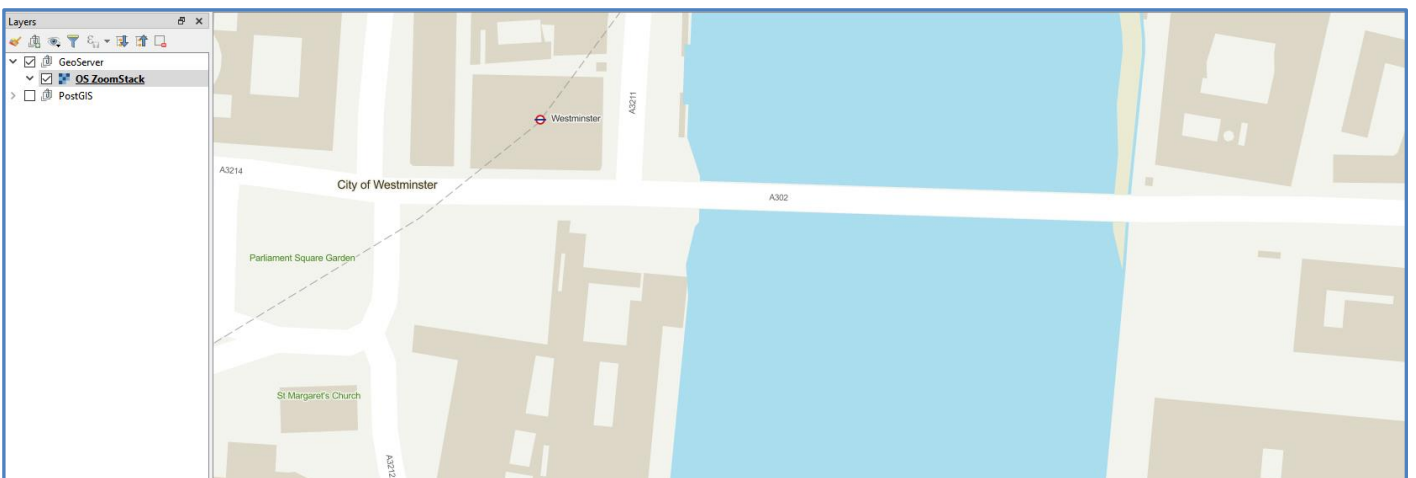 Layers
GeoServer
OS ZoomStack
PostGIS
Westminster
A3211
A3214
City of Westminster
A302
Parliament Square Garden
St Margaret's Church
A3212